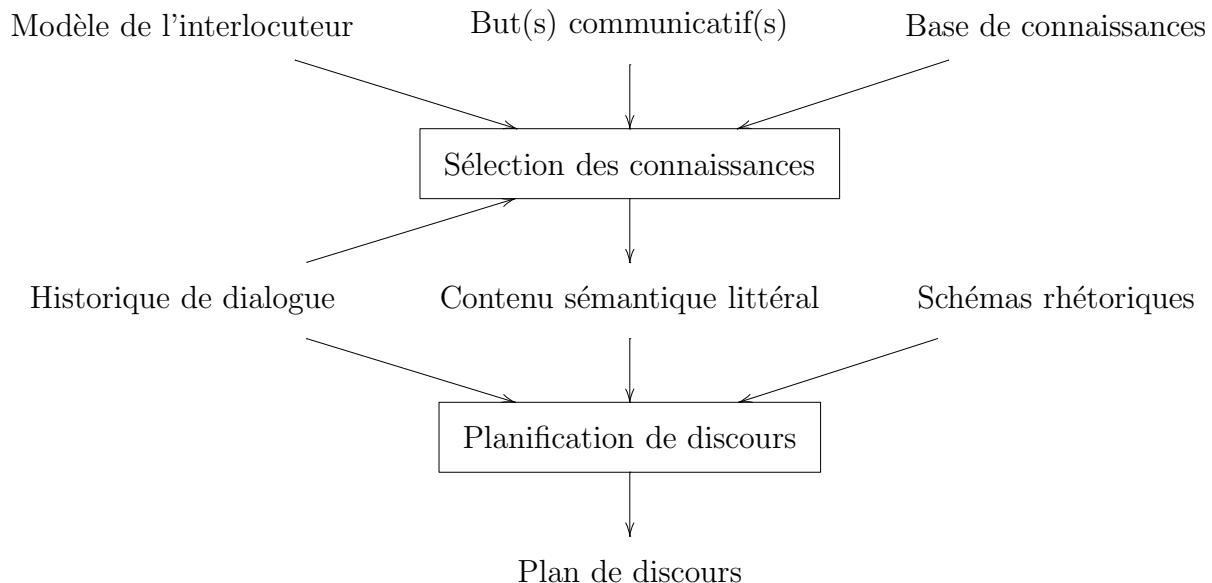 Modèle de l'interlocuteur
But(s) communicatif(s)
Base de connaissances
Sélection des connaissances
Historique de dialogue
Contenu sémantique littéral
Schémas rhétoriques
Planification de discours
Plan de discours